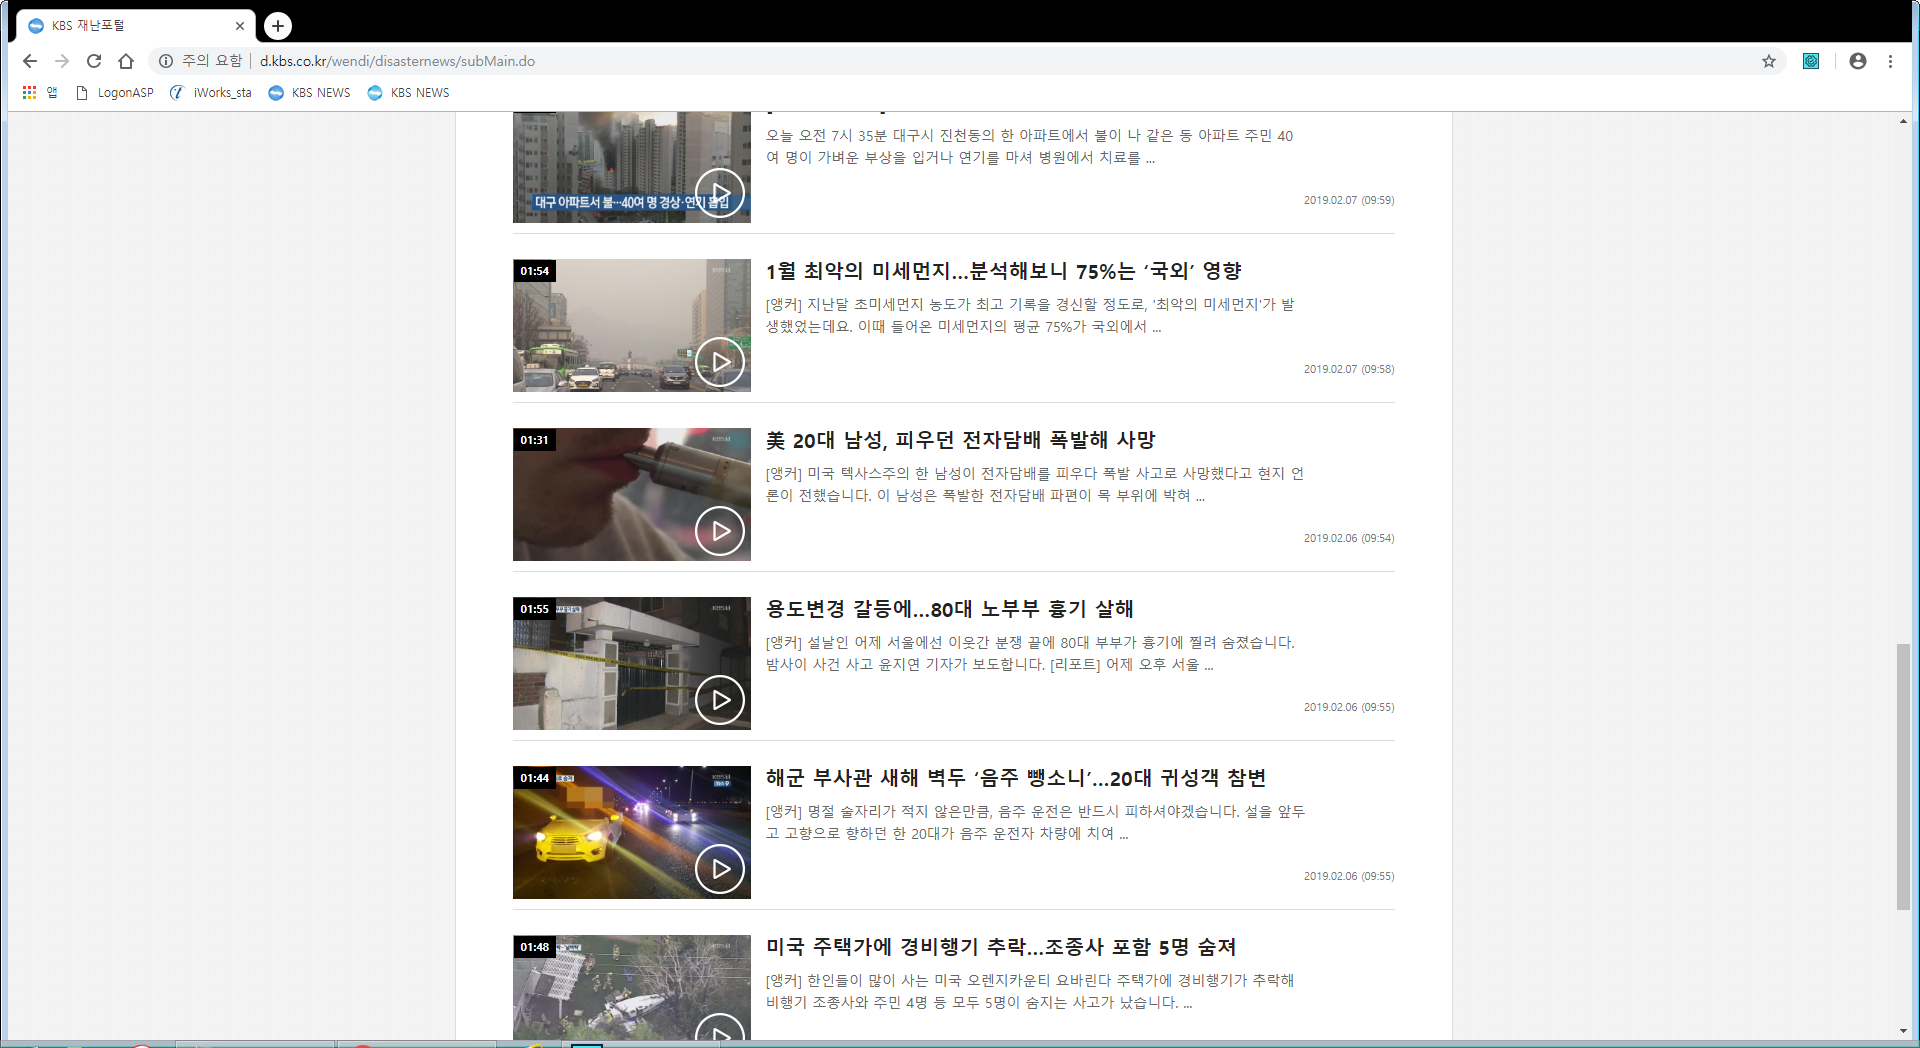 KBS 재난포털
주의 요함
d.kbs.co.kr/wendi/disasternews/subMain.do
앱
LogonASP
iWorks_sta
KBS NEWS
KBS NEWS
대구 아파트서 불…40여 명 경상·연기 흡입
오늘 오전 7시 35분 대구시 진천동의 한 아파트에서 불이 나 같은 동 아파트 주민 40
여 명이 가벼운 부상을 입거나 연기를 마셔 병원에서 치료를 ...
2019.02.07 (09:59)
01:54
1월 최악의 미세먼지…분석해보니 75%는 ‘국외’ 영향
[앵커] 지난달 초미세먼지 농도가 최고 기록을 경신할 정도로, '최악의 미세먼지'가 발
생했었는데요. 이때 들어온 미세먼지의 평균 75%가 국외에서 ...
2019.02.07 (09:58)
01:31
美 20대 남성, 피우던 전자담배 폭발해 사망
[앵커] 미국 텍사스주의 한 남성이 전자담배를 피우다 폭발 사고로 사망했다고 현지 언
론이 전했습니다. 이 남성은 폭발한 전자담배 파편이 목 부위에 박혀 ...
2019.02.06 (09:54)
01:55
용도변경 갈등에…80대 노부부 흉기 살해
[앵커] 설날인 어제 서울에선 이웃간 분쟁 끝에 80대 부부가 흉기에 찔려 숨졌습니다.
밤사이 사건 사고 윤지연 기자가 보도합니다. [리포트] 어제 오후 서울 ...
2019.02.06 (09:55)
01:44
해군 부사관 새해 벽두 ‘음주 뺑소니’…20대 귀성객 참변
[앵커] 명절 술자리가 적지 않은만큼, 음주 운전은 반드시 피하셔야겠습니다. 설을 앞두
고 고향으로 향하던 한 20대가 음주 운전자 차량에 치여 ...
2019.02.06 (09:55)
01:48
미국 주택가에 경비행기 추락…조종사 포함 5명 숨져
[앵커] 한인들이 많이 사는 미국 오렌지카운티 요바린다 주택가에 경비행기가 추락해
비행기 조종사와 주민 4명 등 모두 5명이 숨지는 사고가 났습니다. ...